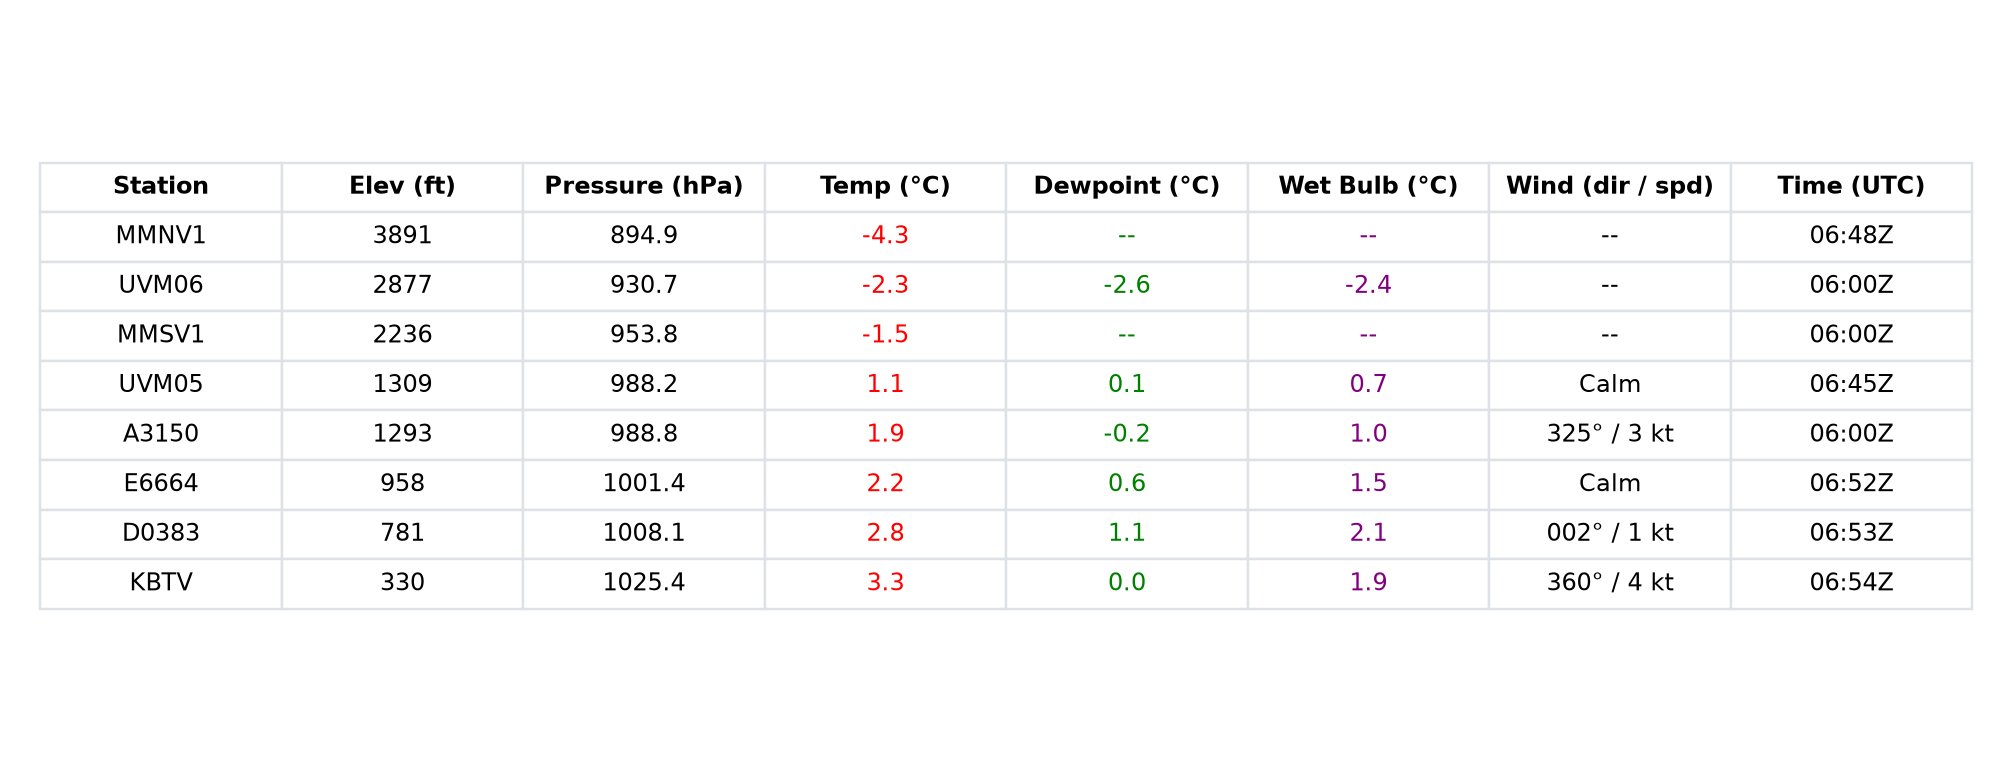 Station Elev (ft) Pressure (hPa) Temp (°C) Dewpoint (°C) Wet Bulb (°C) Wind (dir / spd) Time (UTC)
MMNV1 3891 894.9 -4.3 -- -- -- 06:48Z
UVM06 2877 930.7 -2.3 -2.6 -2.4 -- 06:00Z
MMSV1 2236 953.8 -1.5 -- -- -- 06:00Z
UVM05 1309 988.2 1.1 0.1 0.7 Calm 06:45Z
A3150 1293 988.8 1.9 -0.2 1.0 325° / 3 kt 06:00Z
E6664 958 1001.4 2.2 0.6 1.5 Calm 06:52Z
D0383 781 1008.1 2.8 1.1 2.1 002° / 1 kt 06:53Z
KBTV 330 1025.4 3.3 0.0 1.9 360° / 4 kt 06:54Z